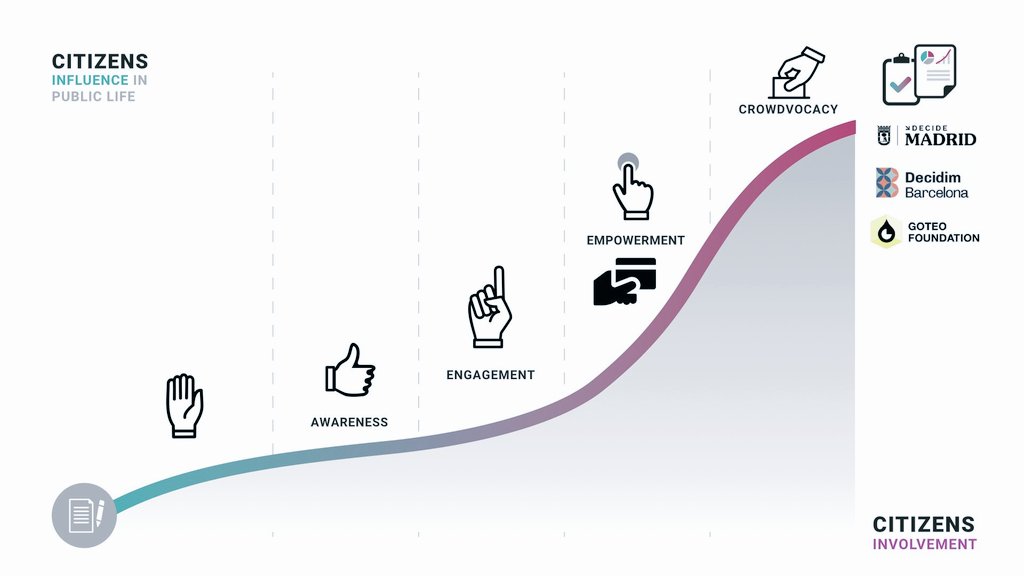 CITIZENS
INFLUENCE IN
PUBLIC LIFE
CROWDVOCACY
DECIDE
MADRID
Decidim
Barcelona
GOTEO
FOUNDATION
EMPOWERMENT
ENGAGEMENT
AWARENESS
CITIZENS
INVOLVEMENT